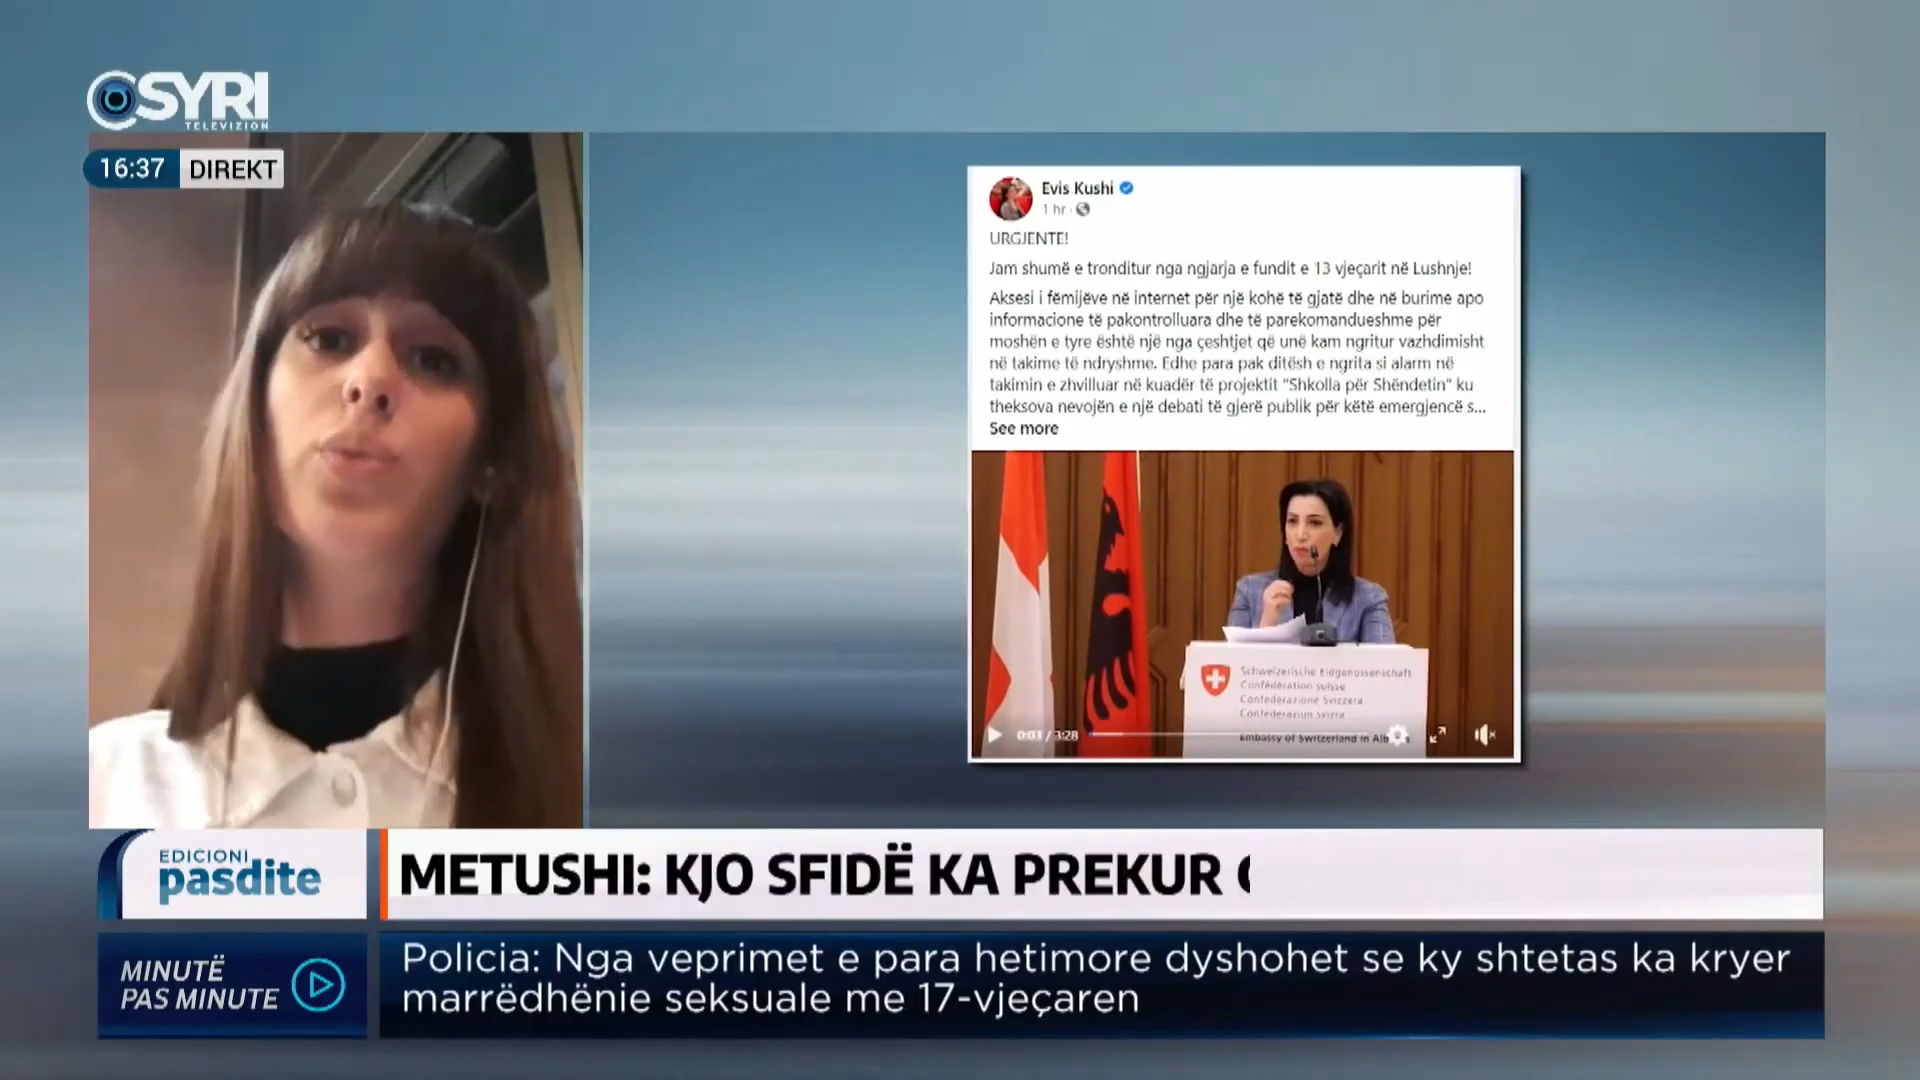 SYRI
TELEVIZION
16:37 DIREKT
Evis Kushi
1 hr
URGJENTE!
Jam shumë e tronditur nga ngjarja e fundit e 13 vjeçarit në Lushnje!
Aksesi i fëmijëve në internet për një kohë të gjatë dhe në burime apo
informacione të pakontrolluara dhe të parekomandueshme për
moshën e tyre është një nga çeshtjet që unë kam ngritur vazhdimisht
në takime të ndryshme. Edhe para pak ditësh e ngrita si alarm në
takimin e zhvilluar në kuadër të projektit "Shkolla për Shëndetin" ku
theksova nevojën e një debati të gjerë publik për këtë emergjencë s...
See more
Schweizerische Eidgenossenschaft
Confédération suisse
Confederazione Svizzera
Confederaziun svizra
Embassy of Switzerland in
0:03 / 3:28
EDICIONI
pasdite
METUSHI: KJO SFIDË KA PREKUR
MINUTË
PAS MINUTE
Policia: Nga veprimet e para hetimore dyshohet se ky shtetas ka kryer
marrëdhënie seksuale me 17-vjeçaren